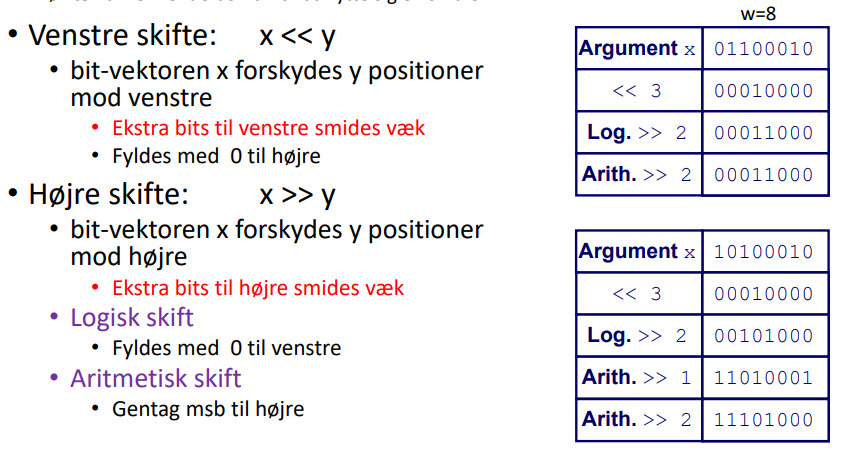 • Venstre skifte: x << y
• bit-vektoren x forskydes y positioner
mod venstre
• Ekstra bits til venstre smides væk
• Fyldes med 0 til højre
• Højre skifte: x >> y
• bit-vektoren x forskydes y positioner
mod højre
• Ekstra bits til højre smides væk
• Logisk skift
• Fyldes med 0 til venstre
• Aritmetisk skift
• Gentag msb til højre
w=8
Argument x 01100010
<< 3 00010000
Log. >> 2 00011000
Arith. >> 2 00011000
Argument x 10100010
<< 3 00010000
Log. >> 2 00101000
Arith. >> 1 11010001
Arith. >> 2 11101000